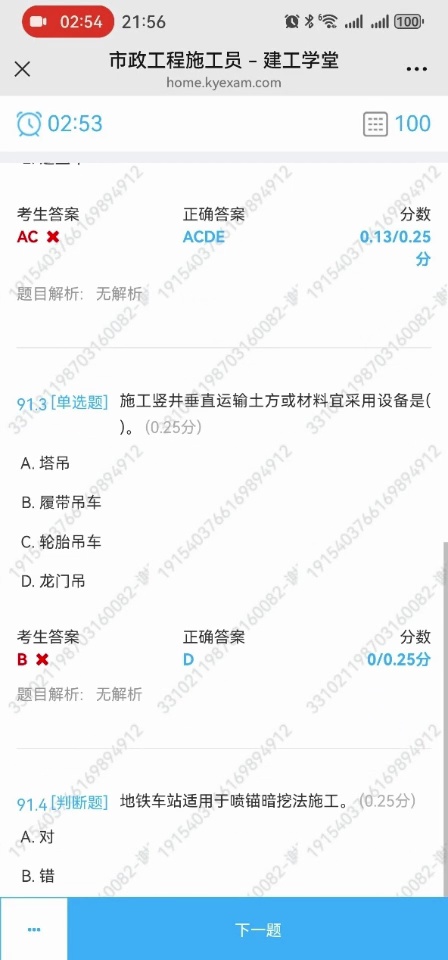 02:54 21:56 100
市政工程施工员 – 建工学堂
home.kyexam.com
02:53 100
考生答案 正确答案 分数
AC ACDE 0.13/0.25
分
题目解析: 无解析
91.3 [单选题] 施工竖井垂直运输土方或材料宜采用设备是(
)。 (0.25分)
A. 塔吊
B. 履带吊车
C. 轮胎吊车
D. 龙门吊
考生答案 正确答案 分数
B D 0/0.25分
题目解析: 无解析
91.4 [判断题] 地铁车站适用于喷锚暗挖法施工。 (0.25分)
A. 对
B. 错
下一题